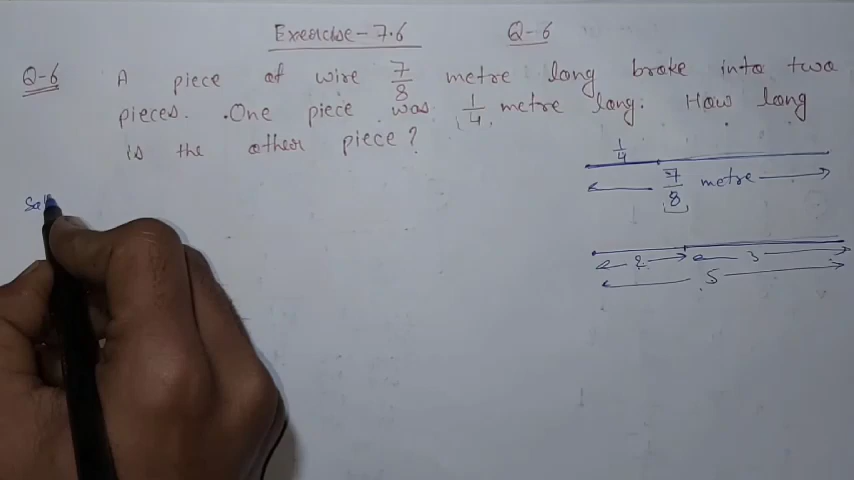 Exercise-7.6 Q-6
Q-6 A piece of wire 7/8 metre long broke into two
pieces. One piece was 1/4 metre long. How long
is the other piece?
1/4
7/8 metre
Sol
2 3
5